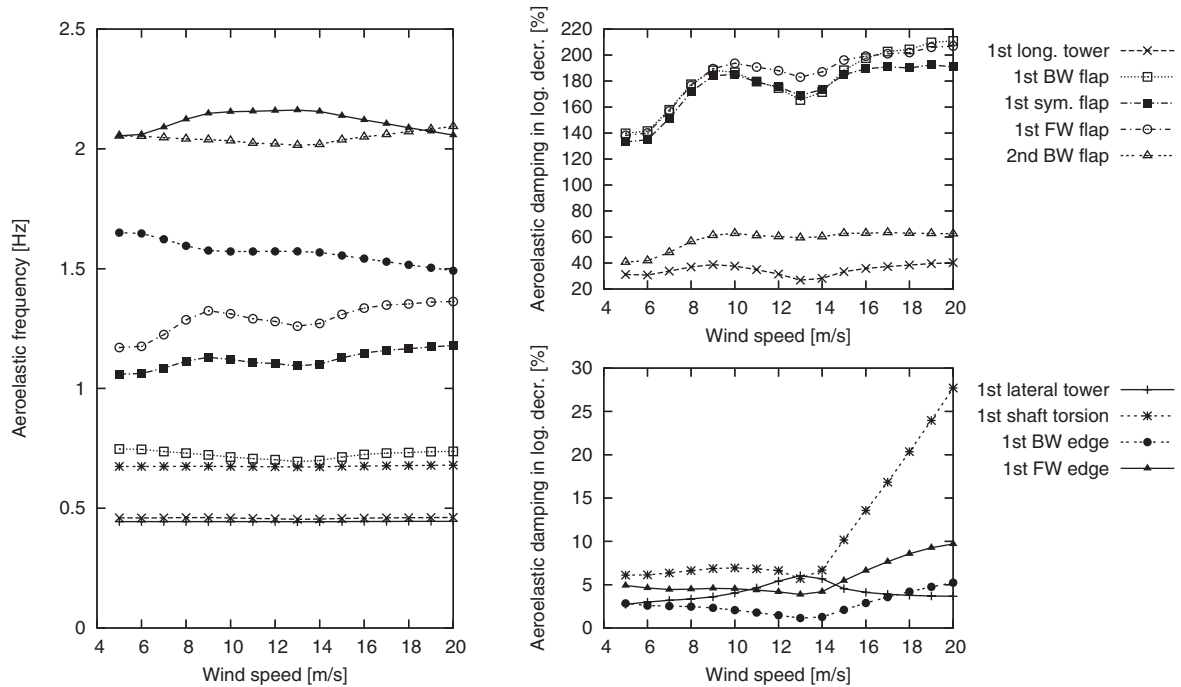 Aeroelastic frequency [Hz]
2.5
2
1.5
1
0.5
0
4 6 8 10 12 14 16 18 20
Wind speed [m/s]
Aeroelastic damping in log. decr. [%]
220
200
180
160
140
120
100
80
60
40
20
4 6 8 10 12 14 16 18 20
Wind speed [m/s]
1st long. tower
1st BW flap
1st sym. flap
1st FW flap
2nd BW flap
Aeroelastic damping in log. decr. [%]
30
25
20
15
10
5
0
4 6 8 10 12 14 16 18 20
Wind speed [m/s]
1st lateral tower
1st shaft torsion
1st BW edge
1st FW edge